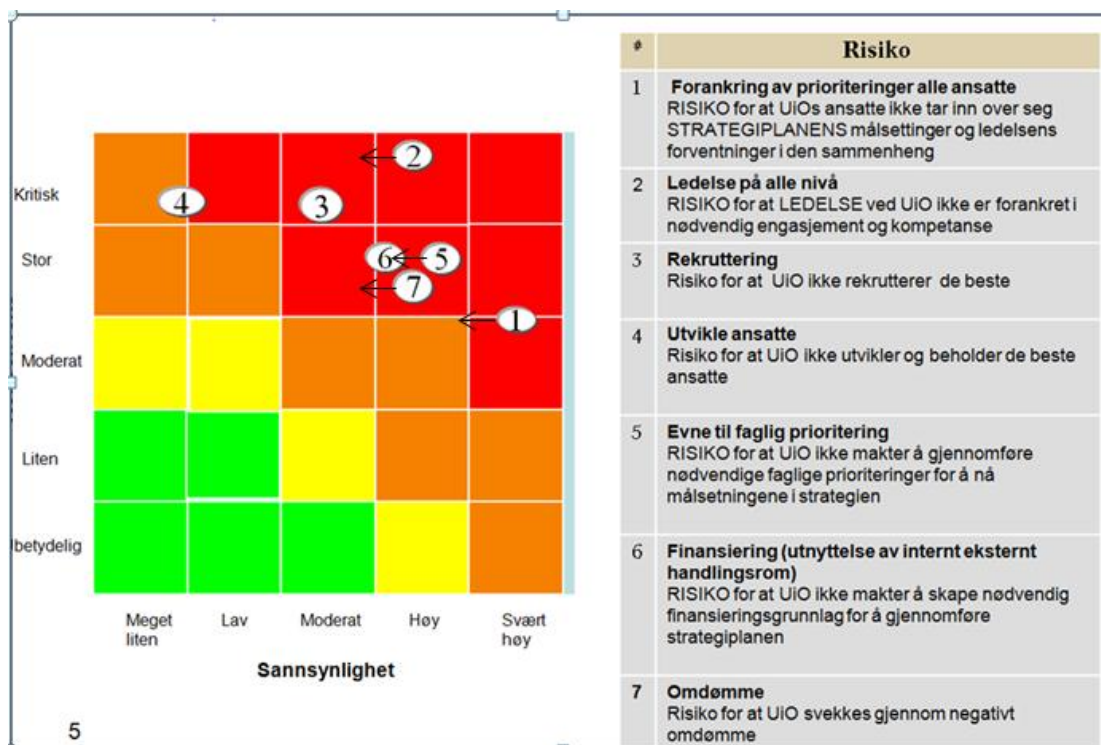 Kritisk
Stor
Moderat
Liten
betydelig
2
4
3
6
5
7
1
Meget
liten
Lav
Moderat
Høy
Svært
høy
Sannsynlighet
5
# Risiko
1 Forankring av prioriteringer alle ansatte
RISIKO for at UiOs ansatte ikke tar inn over seg
STRATEGIPLANENS målsettinger og ledelsens
forventninger i den sammenheng
2 Ledelse på alle nivå
RISIKO for at LEDELSE ved UiO ikke er forankret i
nødvendig engasjement og kompetanse
3 Rekruttering
Risiko for at UiO ikke rekrutterer de beste
4 Utvikle ansatte
Risiko for at UiO ikke utvikler og beholder de beste
ansatte
5 Evne til faglig prioritering
RISIKO for at UiO ikke makter å gjennomføre
nødvendige faglige prioriteringer for å nå
målsetningene i strategien
6 Finansiering (utnyttelse av internt eksternt
handlingsrom)
RISIKO for at UiO ikke makter å skape nødvendig
finansieringsgrunnlag for å gjennomføre
strategiplanen
7 Omdømme
Risiko for at UiO svekkes gjennom negativt
omdømme